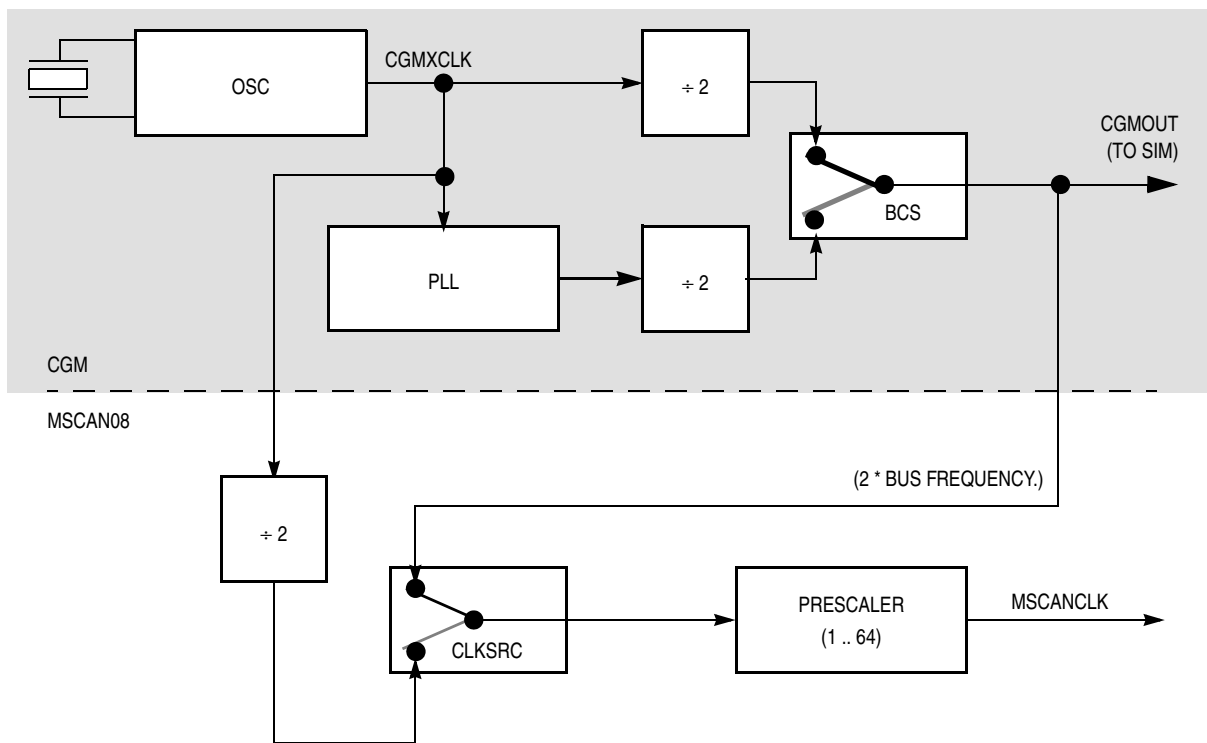 CGMXCLK
OSC
÷ 2
CGMOUT
(TO SIM)
BCS
PLL
÷ 2
CGM
MSCAN08
(2 * BUS FREQUENCY.)
÷ 2
CLKSRC
PRESCALER
(1 .. 64)
MSCANCLK